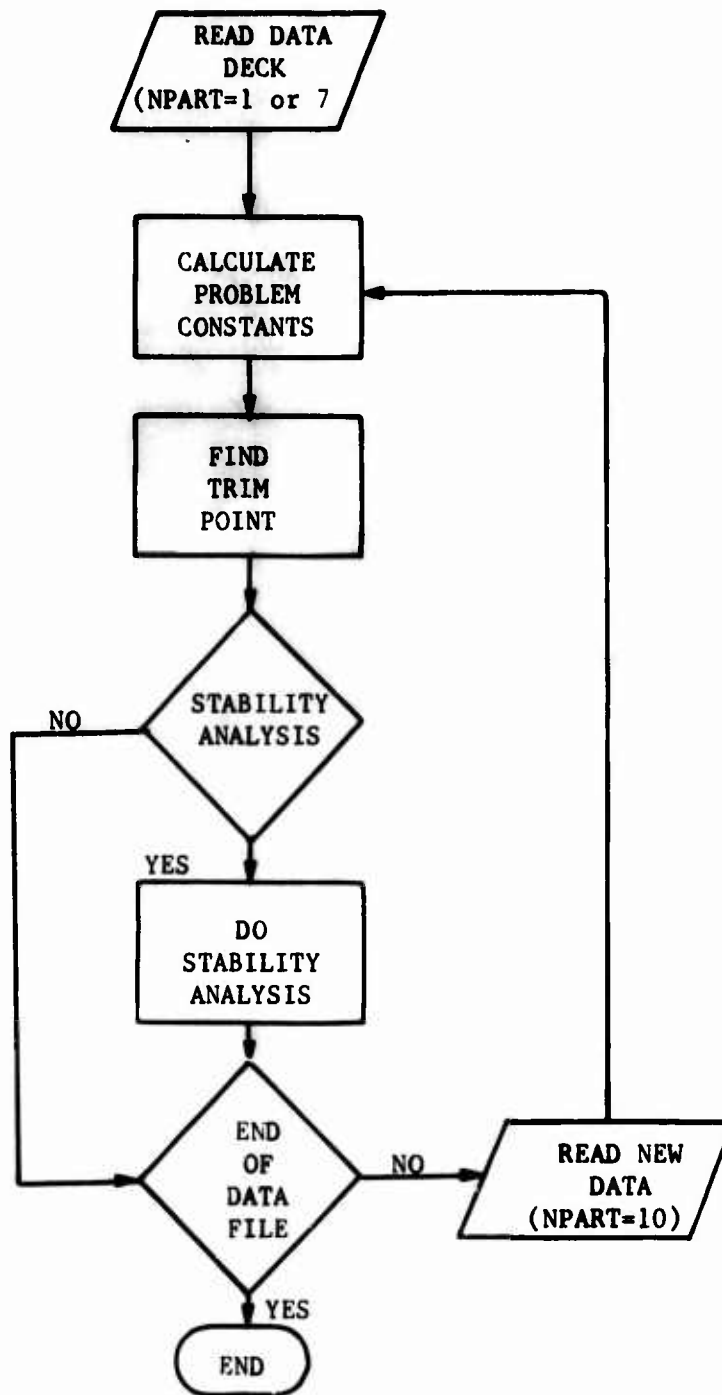 READ DATA
DECK
(NPART=1 or 7
CALCULATE
PROBLEM
CONSTANTS
FIND
TRIM
POINT
STABILITY
ANALYSIS
NO
YES
DO
STABILITY
ANALYSIS
END
OF
DATA
FILE
NO
READ NEW
DATA
(NPART=10)
YES
END